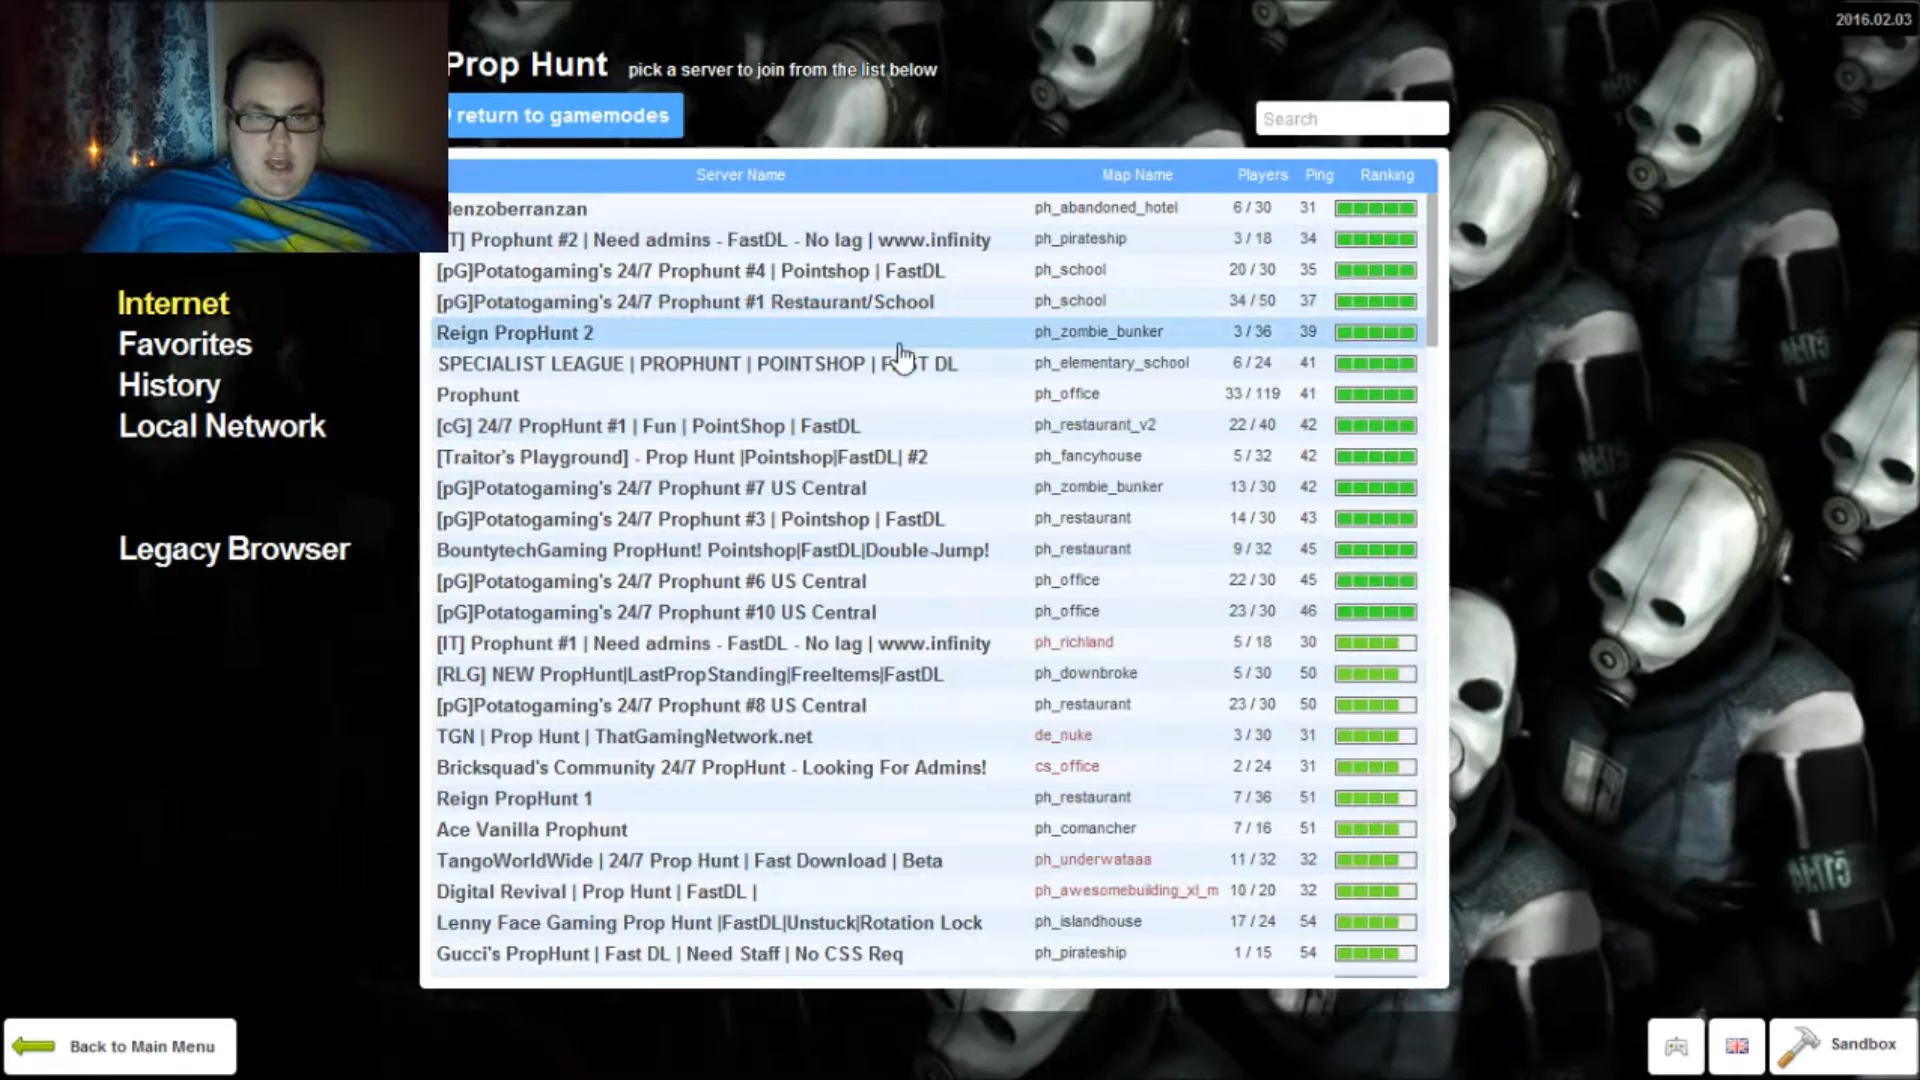 2016.02.03
Prop Hunt pick a server to join from the list below
return to gamemodes
Search
Server Name Map Name Players Ping Ranking
enzoberranzan ph_abandoned_hotel 6 / 30 31
T] Prophunt #2 | Need admins - FastDL - No lag | www.infinity ph_pirateship 3 / 18 34
[pG]Potatogaming's 24/7 Prophunt #4 | Pointshop | FastDL ph_school 20 / 30 35
[pG]Potatogaming's 24/7 Prophunt #1 Restaurant/School ph_school 34 / 50 37
Reign PropHunt 2 ph_zombie_bunker 3 / 36 39
SPECIALIST LEAGUE | PROPHUNT | POINTSHOP | DL ph_elementary_school 6 / 24 41
Prophunt ph_office 33 / 119 41
[cG] 24/7 PropHunt #1 | Fun | PointShop | FastDL ph_restaurant_v2 22 / 40 42
[Traitor's Playground] - Prop Hunt |Pointshop|FastDL| #2 ph_fancyhouse 5 / 32 42
[pG]Potatogaming's 24/7 Prophunt #7 US Central ph_zombie_bunker 13 / 30 42
[pG]Potatogaming's 24/7 Prophunt #3 | Pointshop | FastDL ph_restaurant 14 / 30 43
BountytechGaming PropHunt! Pointshop|FastDL|Double-Jump! ph_restaurant 9 / 32 45
[pG]Potatogaming's 24/7 Prophunt #6 US Central ph_office 22 / 30 45
[pG]Potatogaming's 24/7 Prophunt #10 US Central ph_office 23 / 30 46
[IT] Prophunt #1 | Need admins - FastDL - No lag | www.infinity ph_richland 5 / 18 30
[RLG] NEW PropHunt|LastPropStanding|FreeItems|FastDL ph_downbroke 5 / 30 50
[pG]Potatogaming's 24/7 Prophunt #8 US Central ph_restaurant 23 / 30 50
TGN | Prop Hunt | ThatGamingNetwork.net de_nuke 3 / 30 31
Bricksquad's Community 24/7 PropHunt - Looking For Admins! cs_office 2 / 24 31
Reign PropHunt 1 ph_restaurant 7 / 36 51
Ace Vanilla Prophunt ph_comancher 7 / 16 51
TangoWorldWide | 24/7 Prop Hunt | Fast Download | Beta ph_underwataaa 11 / 32 32
Digital Revival | Prop Hunt | FastDL | ph_awesomebuilding_xl_m 10 / 20 32
Lenny Face Gaming Prop Hunt |FastDL|Unstuck|Rotation Lock ph_islandhouse 17 / 24 54
Gucci's PropHunt | Fast DL | Need Staff | No CSS Req ph_pirateship 1 / 15 54
Internet
Favorites
History
Local Network
Legacy Browser
Back to Main Menu
Sandbox